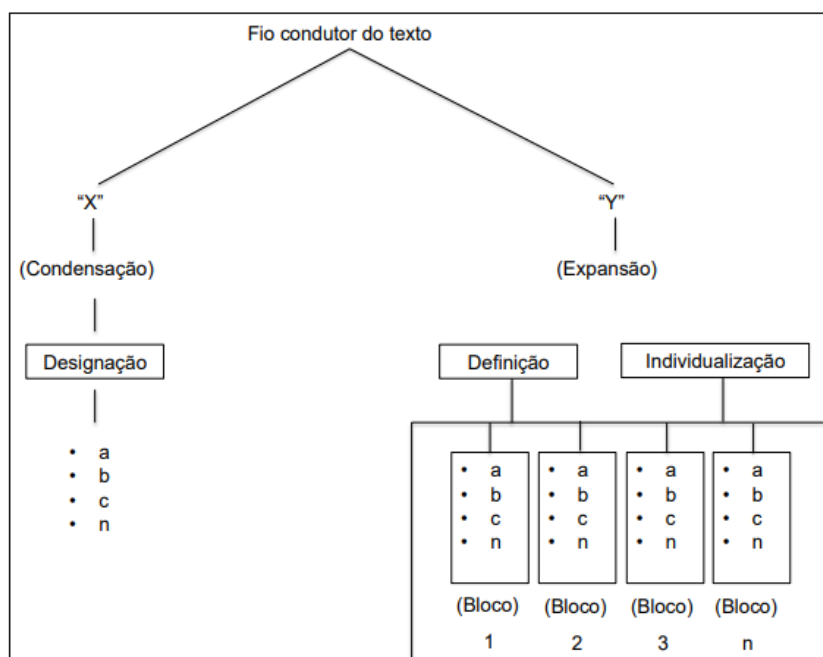 Fio condutor do texto
“X” “Y”
(Condensação) (Expansão)
Designação Definição Individualização
• a • a • a • a • a
• b • b • b • b • b
• c • c • c • c • c
• n • n • n • n • n
(Bloco) (Bloco) (Bloco) (Bloco)
1 2 3 n